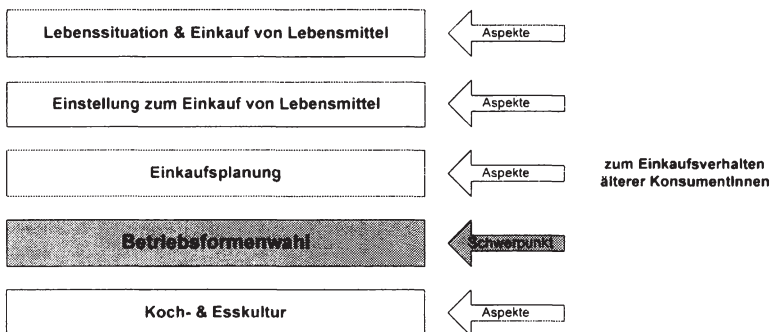 Lebenssituation & Einkauf von Lebensmittel
Aspekte
Einstellung zum Einkauf von Lebensmittel
Aspekte
Einkaufsplanung
Aspekte
zum Einkaufsverhalten
älterer KonsumentInnen
Betriebsformenwahl
Schwerpunkt
Koch- & Esskultur
Aspekte